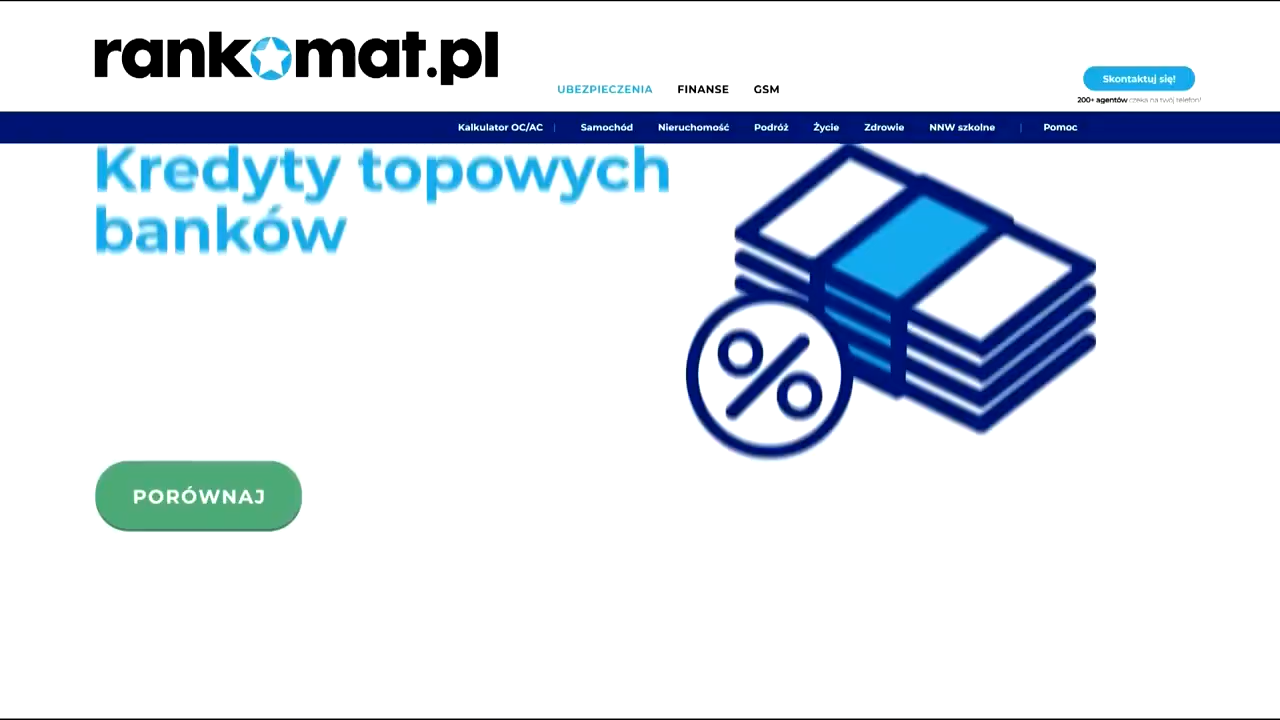 rankomat.pl
UBEZPIECZENIA FINANSE GSM
Skontaktuj się!
200+ agentów czeka na twój telefon!
Kalkulator OC/AC | Samochód Nieruchomość Podróż Życie Zdrowie NNW szkolne | Pomoc
Kredyty topowych
banków
%
PORÓWNAJ